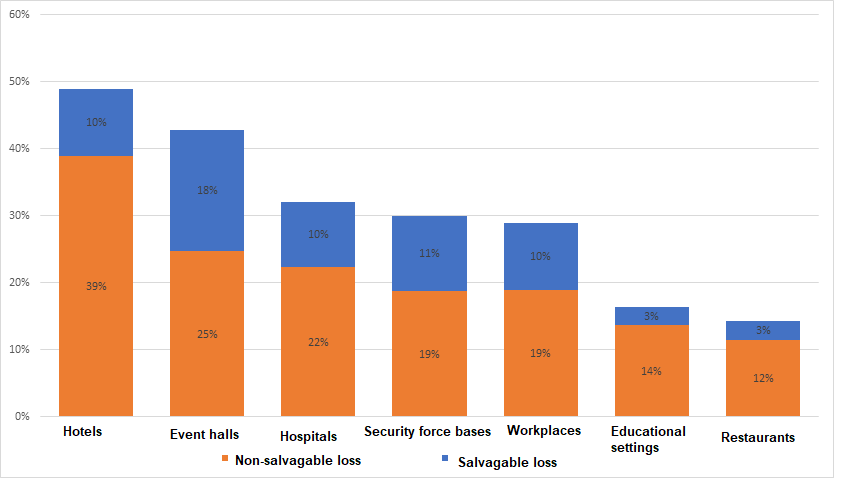 60%
50%
40%
30%
20%
10%
0%
10%
18%
10%
11%
10%
3%
3%
39%
25%
22%
19%
19%
14%
12%
Hotels
Event halls
Hospitals
Security force bases
Workplaces
Educational
settings
Restaurants
Non-salvagable loss
Salvagable loss